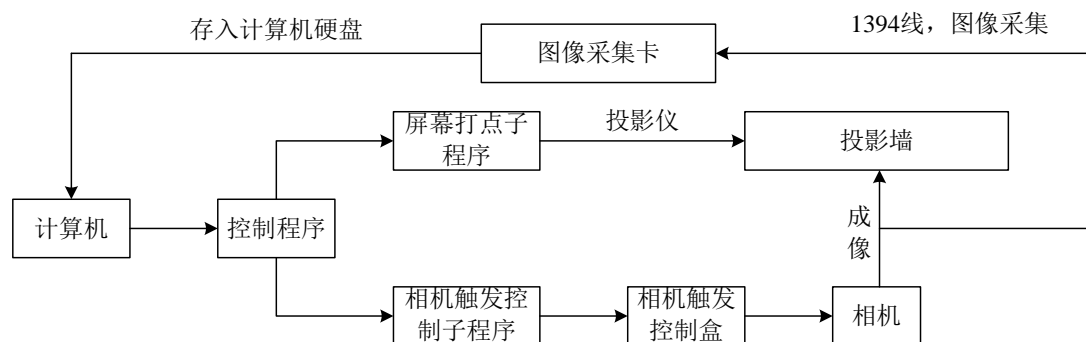 存入计算机硬盘
1394线，图像采集
图像采集卡
屏幕打点子
程序
投影仪
投影墙
计算机
控制程序
成
像
相机触发控
制子程序
相机触发
控制盒
相机